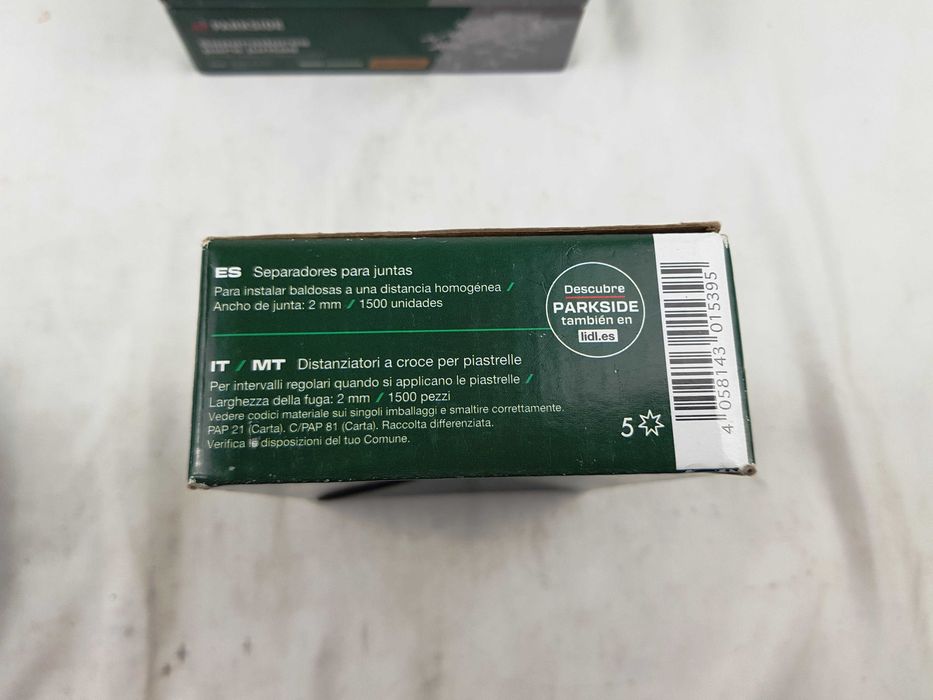 PARKSIDE
ES Separadores para juntas
Para instalar baldosas a una distancia homogénea /
Ancho de junta: 2 mm / 1500 unidades
IT / MT Distanziatori a croce per piastrelle
Per intervalli regolari quando si applicano le piastrelle /
Larghezza della fuga: 2 mm / 1500 pezzi
Vedere codici materiale sui singoli imballaggi e smaltire correttamente.
PAP 21 (Carta). C/PAP 81 (Carta). Raccolta differenziata.
Verifica le disposizioni del tuo Comune.
Descubre
PARKSIDE
también en
lidl.es
5
4 058143 015395